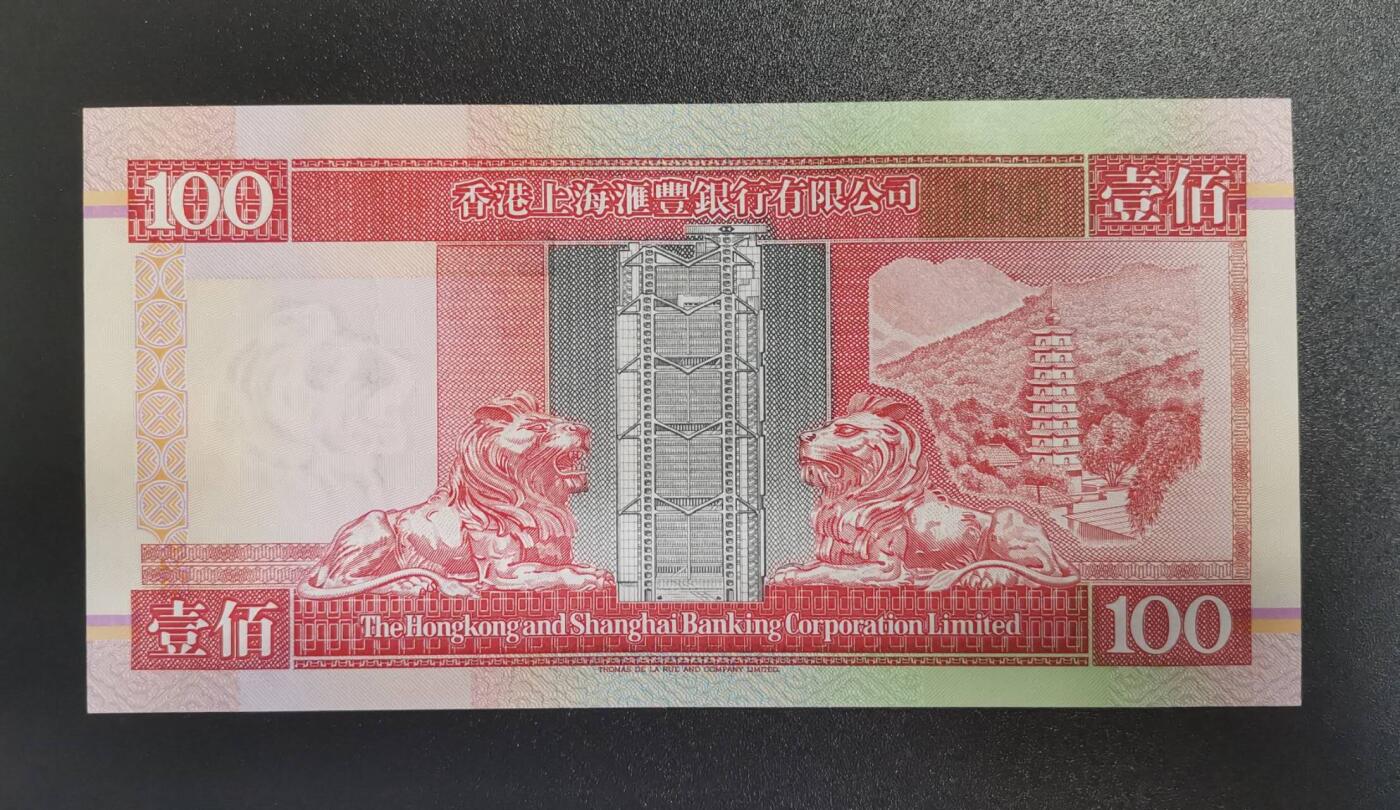 100
香港上海滙豐銀行有限公司
壹佰
壹佰
The Hongkong and Shanghai Banking Corporation Limited
100
THOMAS DE LA RUE AND COMPANY LIMITED.